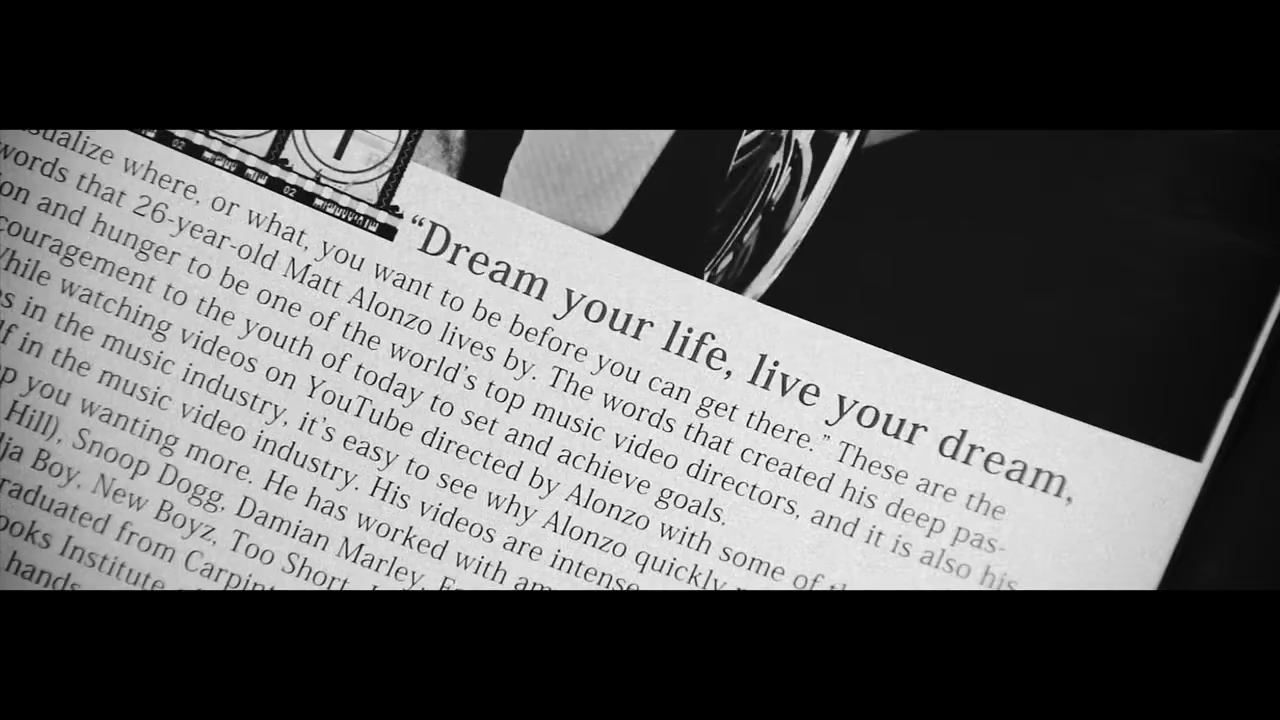 “Dream your life, live your dream,
sualize where, or what, you want to be before you can get there.” These are the
words that 26-year-old Matt Alonzo lives by. The words that created his deep pas-
on and hunger to be one of the world’s top music video directors, and it is also his
couragement to the youth of today to set and achieve goals.
hile watching videos on YouTube directed by Alonzo with some of
s in the music industry, it’s easy to see why Alonzo quickly
f in the music video industry. His videos are intense
p you wanting more. He has worked with
Hill), Snoop Dogg, Damian Marley,
ja Boy, New Boyz, Too Short,
raduated from
ooks Institute
hands